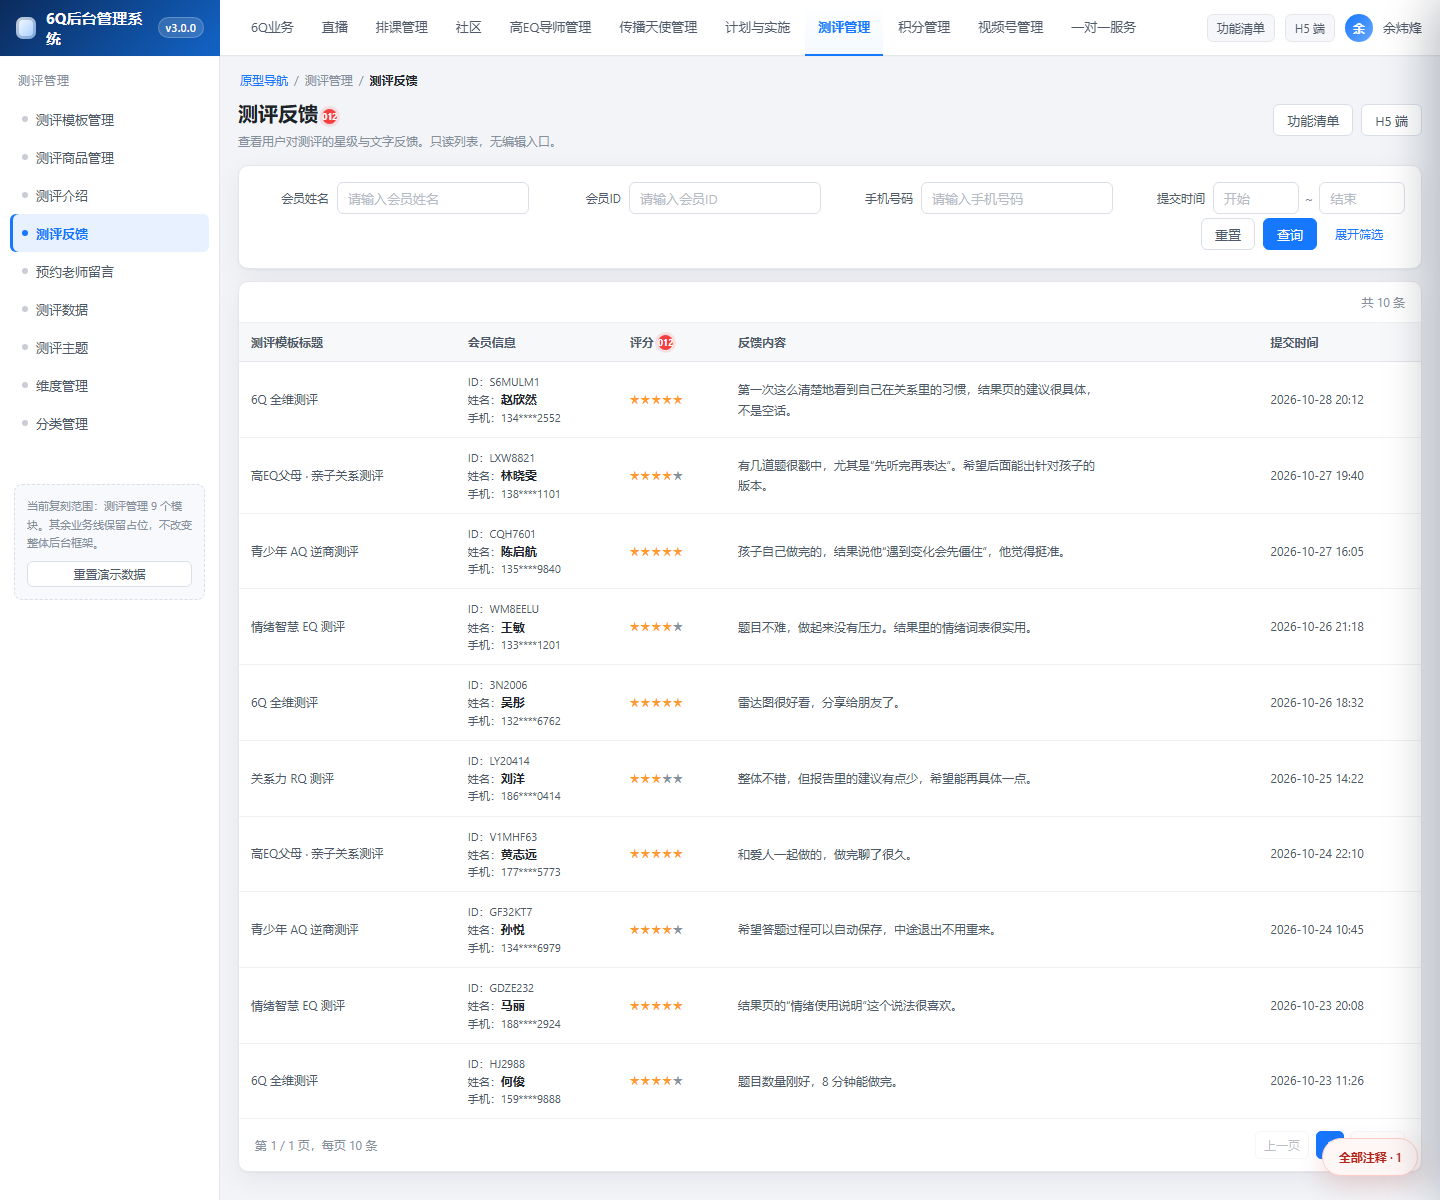 6Q后台管理系统
v3.0.0
6Q业务
直播
排课管理
社区
高EQ导师管理
传播天使管理
计划与实施
测评管理
积分管理
视频号管理
一对一服务
功能清单
H5 端
余
余炜烽
测评管理
测评模板管理
测评商品管理
测评介绍
测评反馈
预约老师留言
测评数据
测评主题
维度管理
分类管理
当前复刻范围：测评管理 9 个模
块。其余业务线保留占位，不改变
整体后台框架。
重置演示数据
原型导航 / 测评管理 / 测评反馈
测评反馈
012
查看用户对测评的星级与文字反馈。只读列表，无编辑入口。
功能清单
H5 端
会员姓名
请输入会员姓名
会员ID
请输入会员ID
手机号码
请输入手机号码
提交时间
开始
~
结束
重置
查询
展开筛选
共 10 条
测评模板标题
会员信息
评分
012
反馈内容
提交时间
6Q 全维测评
ID：S6MULM1
姓名：赵欣然
手机：134****2552
★★★★★
第一次这么清楚地看到自己在关系里的习惯，结果页的建议很具体，
不是空话。
2026-10-28 20:12
高EQ父母 · 亲子关系测评
ID：LXW8821
姓名：林晓雯
手机：138****1101
★★★★★
有几道题很戳中，尤其是“先听完再表达”。希望后面能出针对孩子的
版本。
2026-10-27 19:40
青少年 AQ 逆商测评
ID：CQH7601
姓名：陈启航
手机：135****9840
★★★★★
孩子自己做完的，结果说他“遇到变化会先僵住”，他觉得挺准。
2026-10-27 16:05
情绪智慧 EQ 测评
ID：WM8EELU
姓名：王敏
手机：133****1201
★★★★★
题目不难，做起来没有压力。结果里的情绪词表很实用。
2026-10-26 21:18
6Q 全维测评
ID：3N2006
姓名：吴彤
手机：132****6762
★★★★★
雷达图很好看，分享给朋友了。
2026-10-26 18:32
关系力 RQ 测评
ID：LY20414
姓名：刘洋
手机：186****0414
★★★★★
整体不错，但报告里的建议有点少，希望能再具体一点。
2026-10-25 14:22
高EQ父母 · 亲子关系测评
ID：V1MHF63
姓名：黄志远
手机：177****5773
★★★★★
和爱人一起做的，做完聊了很久。
2026-10-24 22:10
青少年 AQ 逆商测评
ID：GF32KT7
姓名：孙悦
手机：134****6979
★★★★★
希望答题过程可以自动保存，中途退出不用重来。
2026-10-24 10:45
情绪智慧 EQ 测评
ID：GDZE232
姓名：马丽
手机：188****2924
★★★★★
结果页的“情绪使用说明”这个说法很喜欢。
2026-10-23 20:08
6Q 全维测评
ID：HJ2988
姓名：何俊
手机：159****9888
★★★★★
题目数量刚好，8 分钟能做完。
2026-10-23 11:26
第 1 / 1 页，每页 10 条
上一页
全部注释 · 1